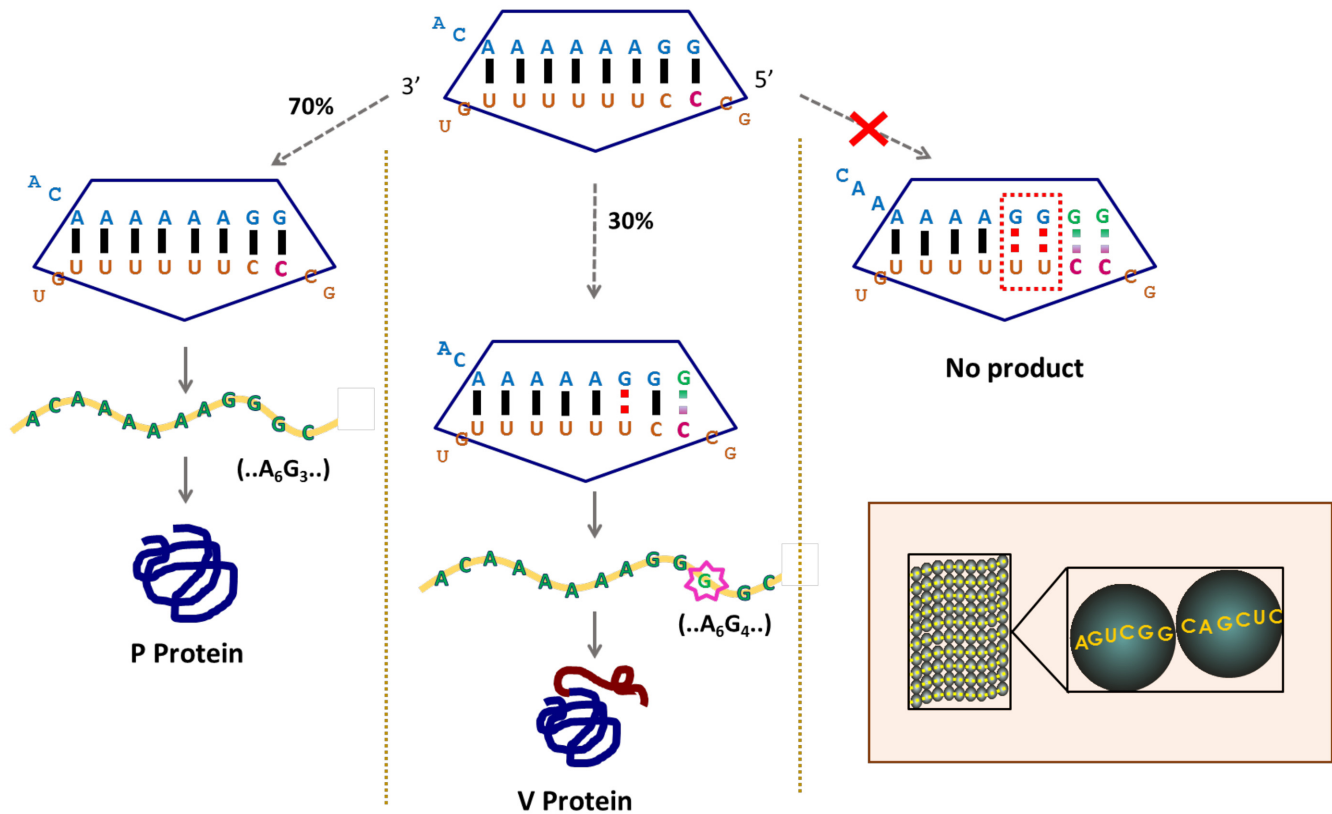 A C A A A A A A G G
3' 5'
U G U U U U U U C C C G
70%
30%
A C A A A A A A G G
U G U U U U U U C C C G
C A A A A A A G G G G
U G U U U U U U C C C G
No product
A C A A A A A G G G
U G U U U U U U C C C G
A C A A A A A A G G G C
(..A₆G₃..)
P Protein
A C A A A A A A G G G G C
(..A₆G₄..)
V Protein
AGUCGG CAGCUC